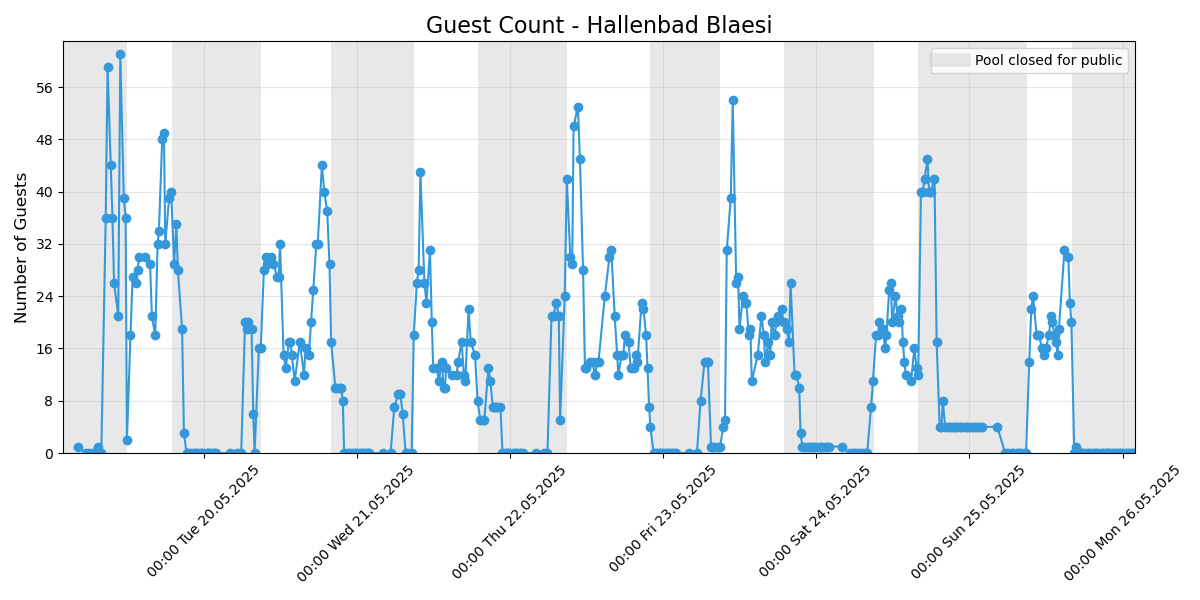 Guest Count - Hallenbad Blaesi
Pool closed for public
Number of Guests
56
48
40
32
24
16
8
0
00:00 Tue 20.05.2025
00:00 Wed 21.05.2025
00:00 Thu 22.05.2025
00:00 Fri 23.05.2025
00:00 Sat 24.05.2025
00:00 Sun 25.05.2025
00:00 Mon 26.05.2025